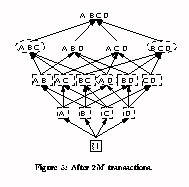 A B C D
A B C A B D A C D B C D
A B A C B C A D B D C D
A B C D
{ }
Figure 3: After 2M transactions.